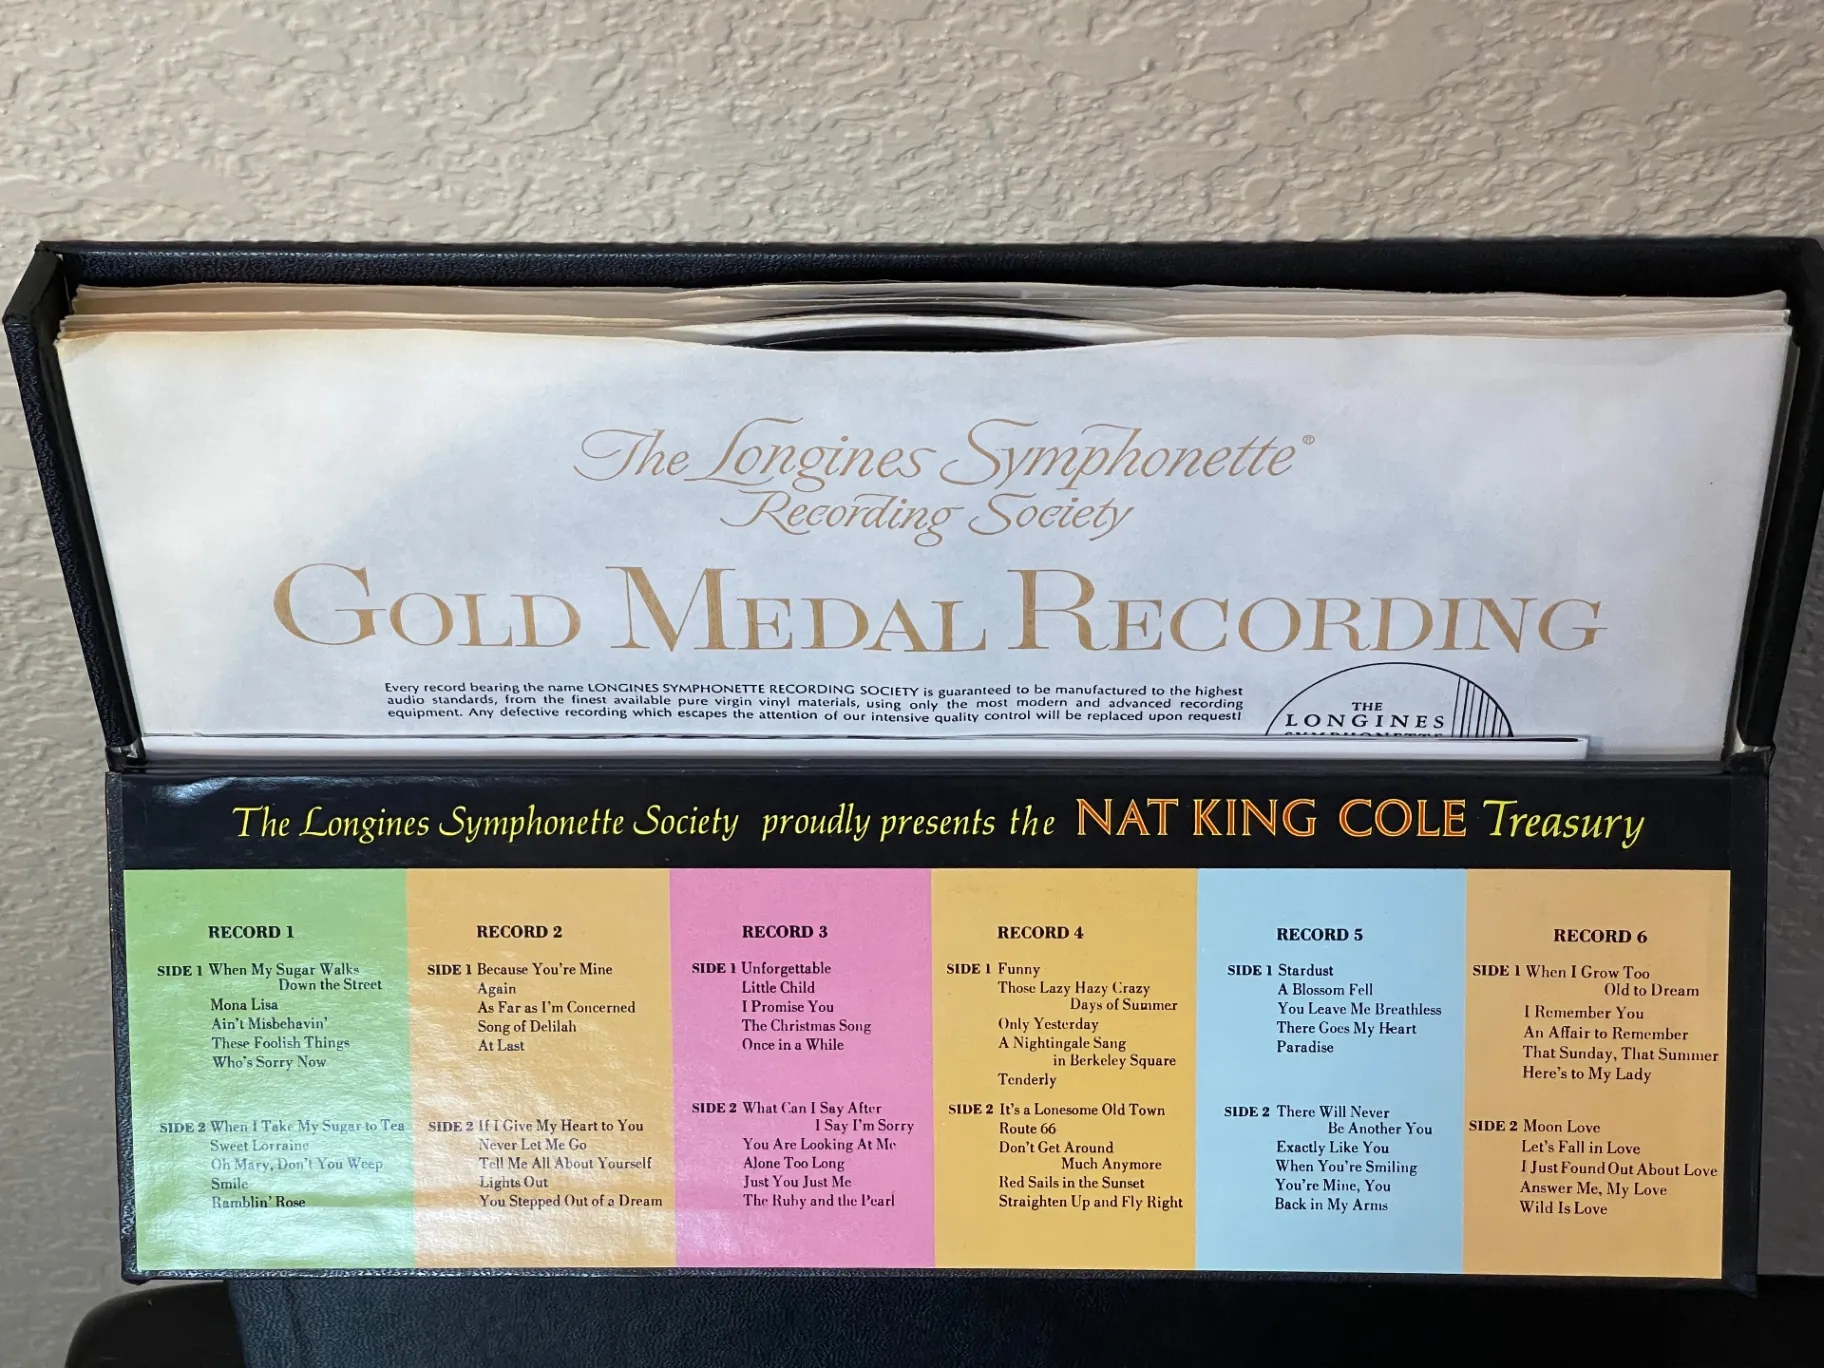 The Longines Symphonette®
Recording Society
GOLD MEDAL RECORDING
Every record bearing the name LONGINES SYMPHONETTE RECORDING SOCIETY is guaranteed to be manufactured to the highest
audio standards, from the finest available pure virgin vinyl materials, using only the most modern and advanced recording
equipment. Any defective recording which escapes the attention of our intensive quality control will be replaced upon request!
THE
LONGINES
SYMPHONETTE
The Longines Symphonette Society proudly presents the NAT KING COLE Treasury
RECORD 1
SIDE 1 When My Sugar Walks
Down the Street
Mona Lisa
Ain't Misbehavin'
These Foolish Things
Who's Sorry Now
SIDE 2 When I Take My Sugar to Tea
Sweet Lorraine
Oh Mary, Don't You Weep
Smile
Ramblin' Rose
RECORD 2
SIDE 1 Because You're Mine
Again
As Far as I'm Concerned
Song of Delilah
At Last
SIDE 2 If I Give My Heart to You
Never Let Me Go
Tell Me All About Yourself
Lights Out
You Stepped Out of a Dream
RECORD 3
SIDE 1 Unforgettable
Little Child
I Promise You
The Christmas Song
Once in a While
SIDE 2 What Can I Say After
I Say I'm Sorry
You Are Looking At Me
Alone Too Long
Just You Just Me
The Ruby and the Pearl
RECORD 4
SIDE 1 Funny
Those Lazy Hazy Crazy
Days of Summer
Only Yesterday
A Nightingale Sang
in Berkeley Square
Tenderly
SIDE 2 It's a Lonesome Old Town
Route 66
Don't Get Around
Much Anymore
Red Sails in the Sunset
Straighten Up and Fly Right
RECORD 5
SIDE 1 Stardust
A Blossom Fell
You Leave Me Breathless
There Goes My Heart
Paradise
SIDE 2 There Will Never
Be Another You
Exactly Like You
When You're Smiling
You're Mine, You
Back in My Arms
RECORD 6
SIDE 1 When I Grow Too
Old to Dream
I Remember You
An Affair to Remember
That Sunday, That Summer
Here's to My Lady
SIDE 2 Moon Love
Let's Fall in Love
I Just Found Out About Love
Answer Me, My Love
Wild Is Love